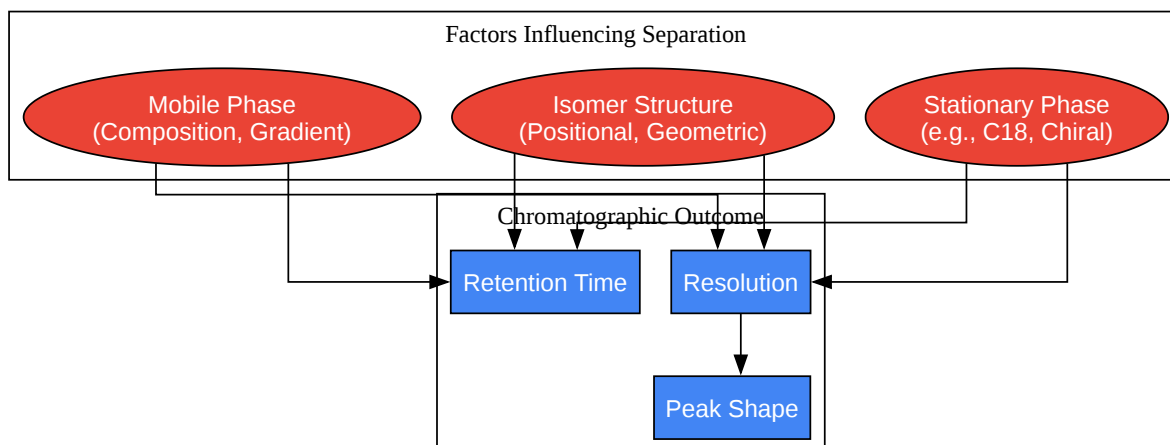 Factors Influencing Separation
Mobile Phase
(Composition, Gradient)
Isomer Structure
(Positional, Geometric)
Stationary Phase
(e.g., C18, Chiral)
Chromatographic Outcome
Retention Time
Resolution
Peak Shape